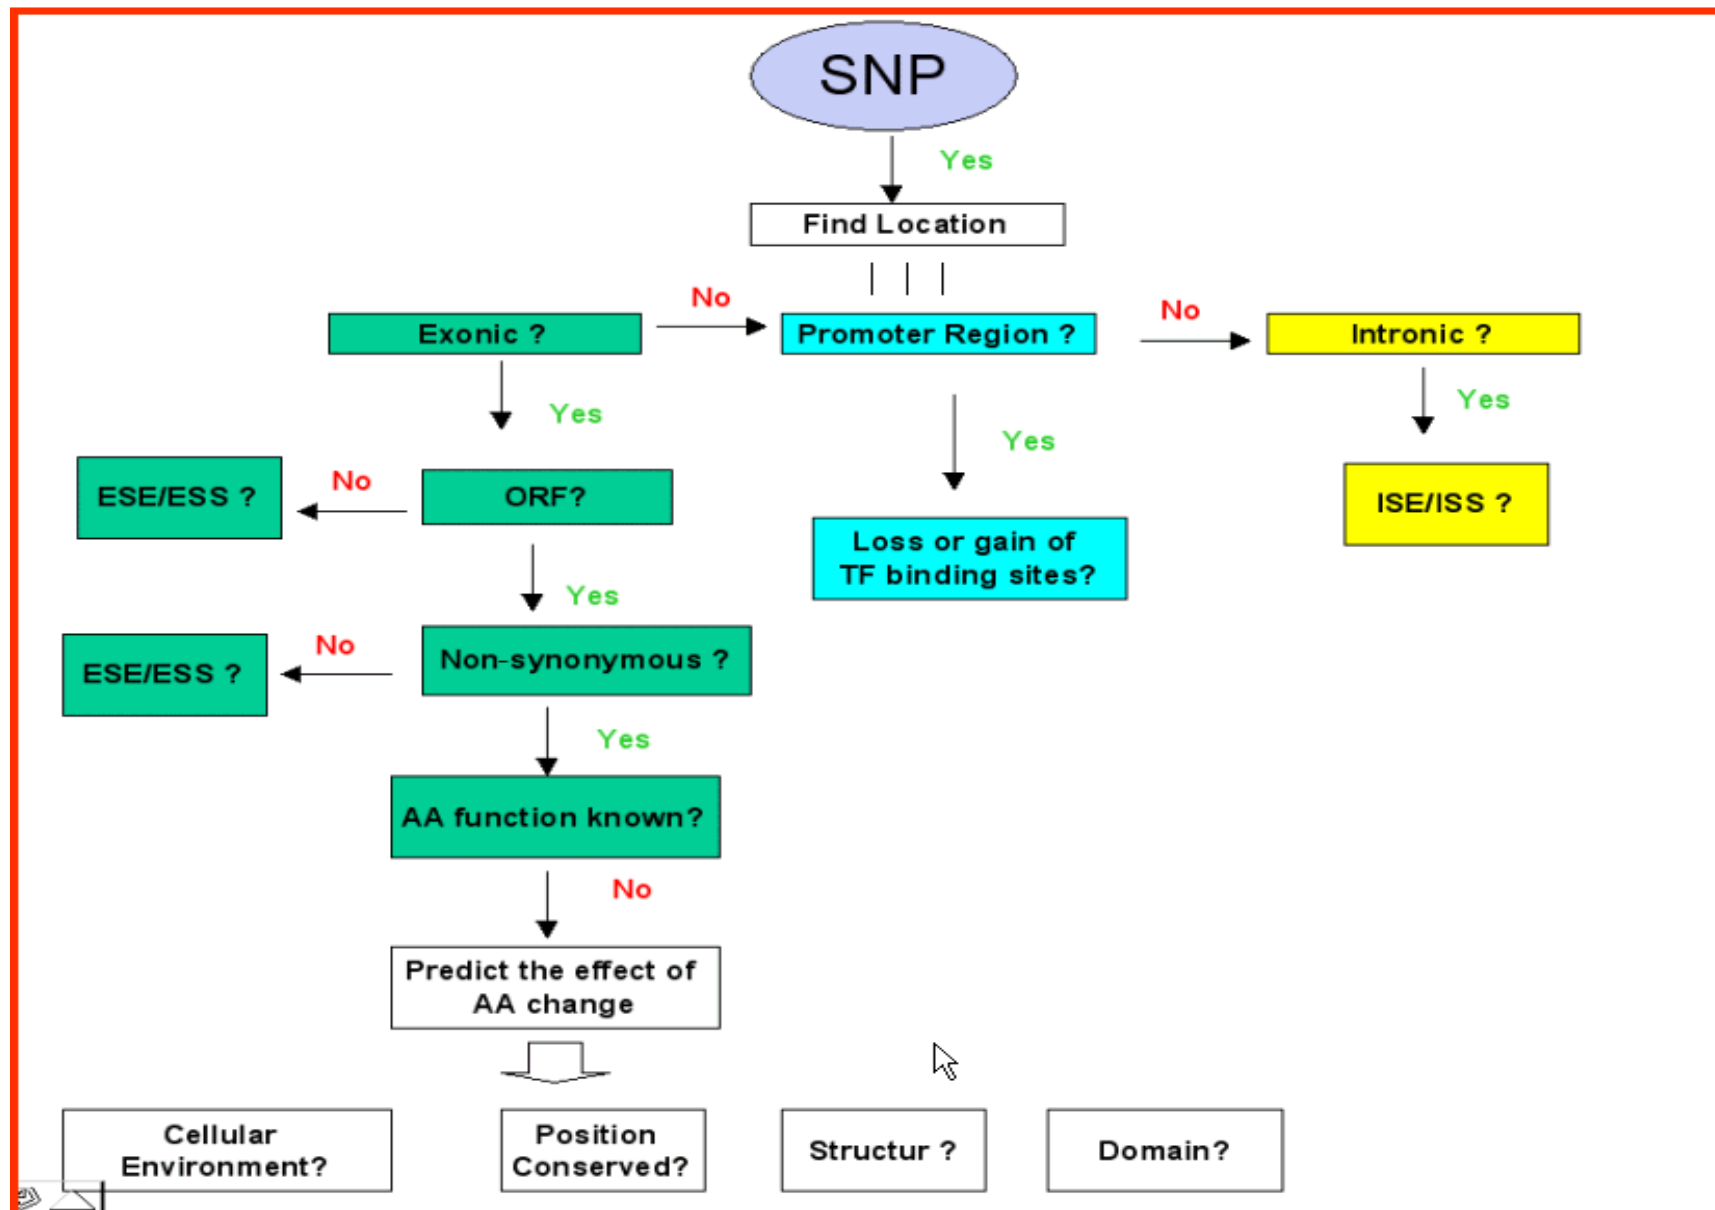 SNP
Yes
Find Location
No
No
Exonic ?
Promoter Region ?
Intronic ?
Yes
Yes
Yes
ESE/ESS ?
No
ORF?
ISE/ISS ?
Loss or gain of
TF binding sites?
Yes
ESE/ESS ?
No
Non-synonymous ?
Yes
AA function known?
No
Predict the effect of
AA change
Cellular
Environment?
Position
Conserved?
Structur ?
Domain?